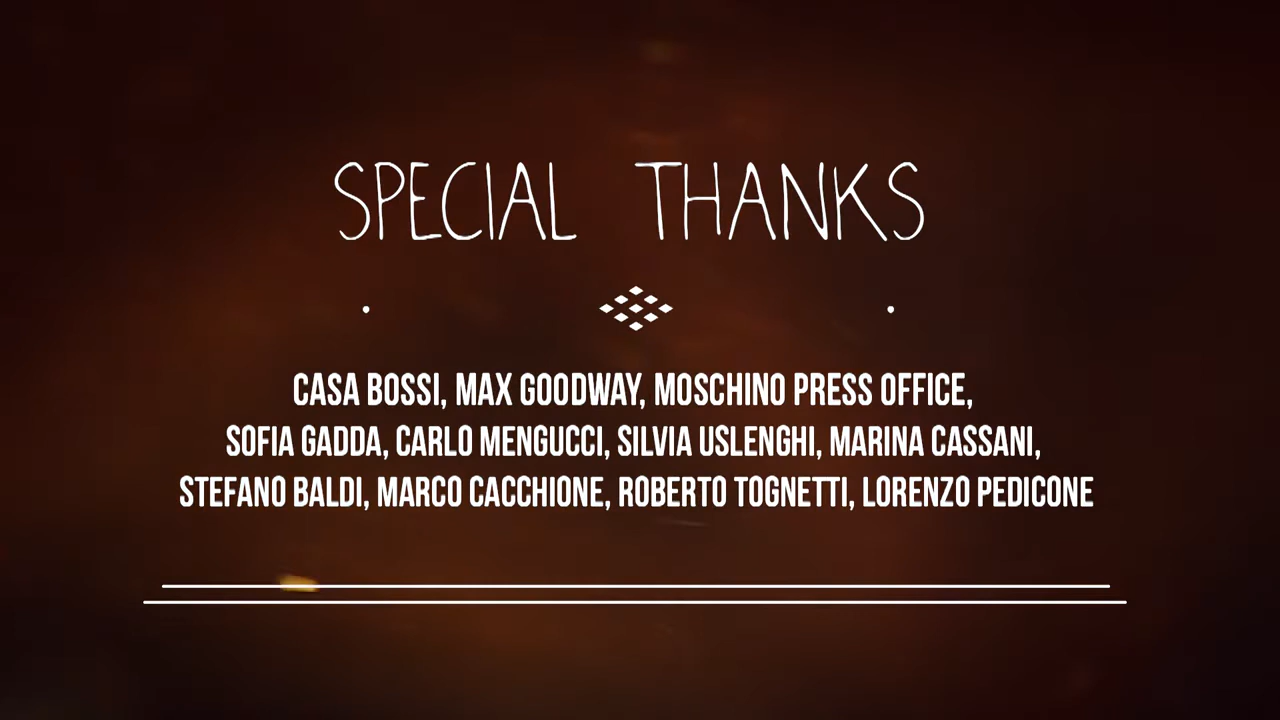 SPECIAL THANKS
CASA BOSSI, MAX GOODWAY, MOSCHINO PRESS OFFICE,
SOFIA GADDA, CARLO MENGUCCI, SILVIA USLENGHI, MARINA CASSANI,
STEFANO BALDI, MARCO CACCHIONE, ROBERTO TOGNETTI, LORENZO PEDICONE